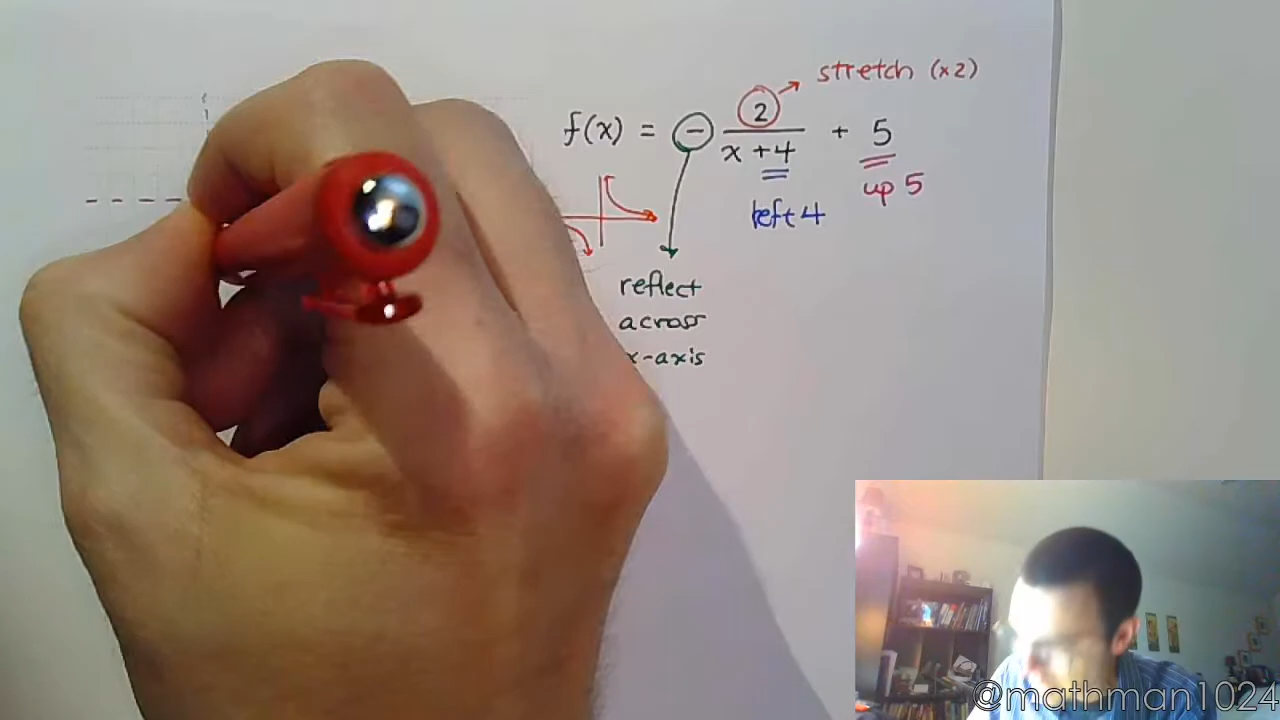 stretch (x2)
f(x) = - 2 / x + 4 + 5
left 4
up 5
reflect
across
x-axis
@mathman1024